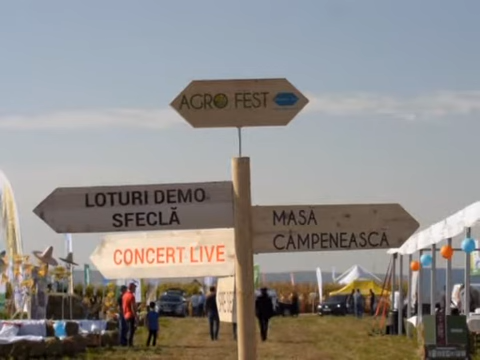 AGRO FEST
LOTURI DEMO
SFECLĂ
MASA
CÂMPENEASCĂ
CONCERT LIVE